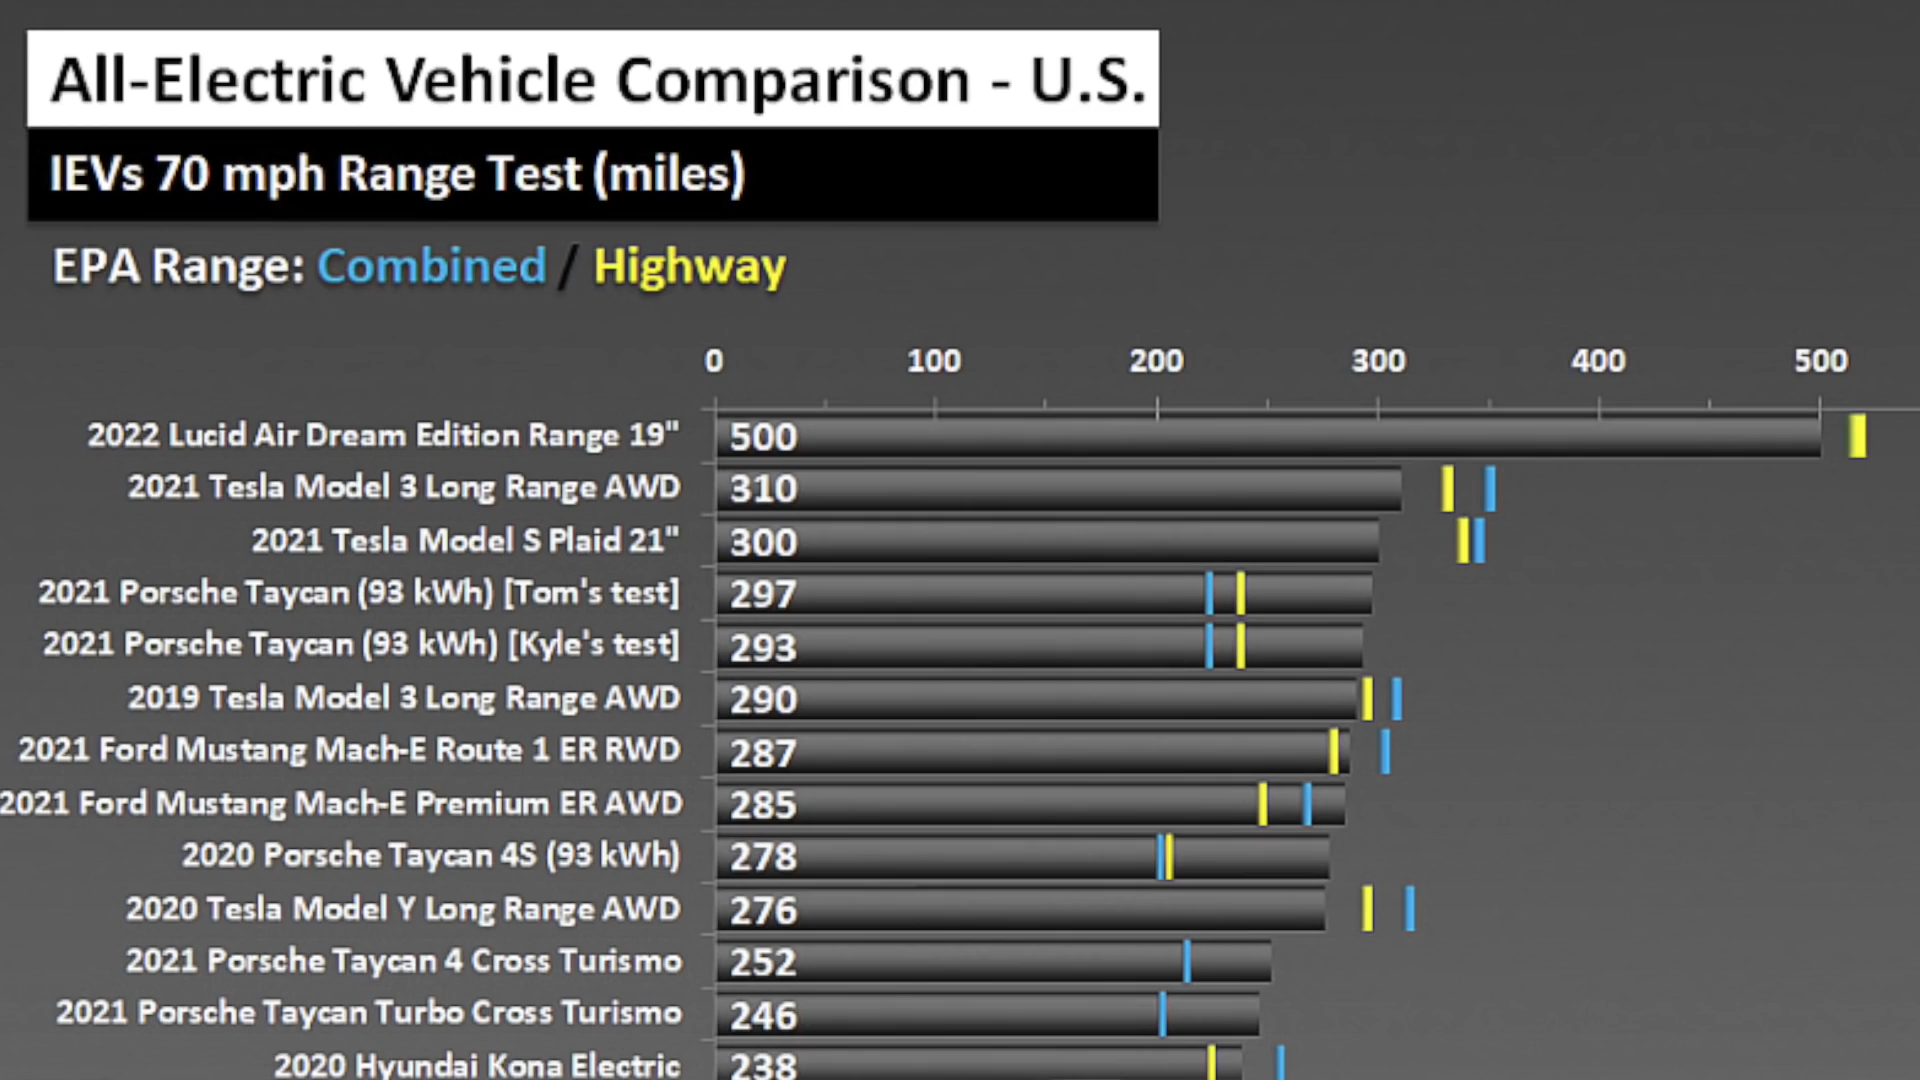 All-Electric Vehicle Comparison - U.S.
IEVs 70 mph Range Test (miles)
EPA Range: Combined / Highway
0 100 200 300 400 500
2022 Lucid Air Dream Edition Range 19" 500
2021 Tesla Model 3 Long Range AWD 310
2021 Tesla Model S Plaid 21" 300
2021 Porsche Taycan (93 kWh) [Tom's test] 297
2021 Porsche Taycan (93 kWh) [Kyle's test] 293
2019 Tesla Model 3 Long Range AWD 290
2021 Ford Mustang Mach-E Route 1 ER RWD 287
2021 Ford Mustang Mach-E Premium ER AWD 285
2020 Porsche Taycan 4S (93 kWh) 278
2020 Tesla Model Y Long Range AWD 276
2021 Porsche Taycan 4 Cross Turismo 252
2021 Porsche Taycan Turbo Cross Turismo 246
2020 Hyundai Kona Electric 238